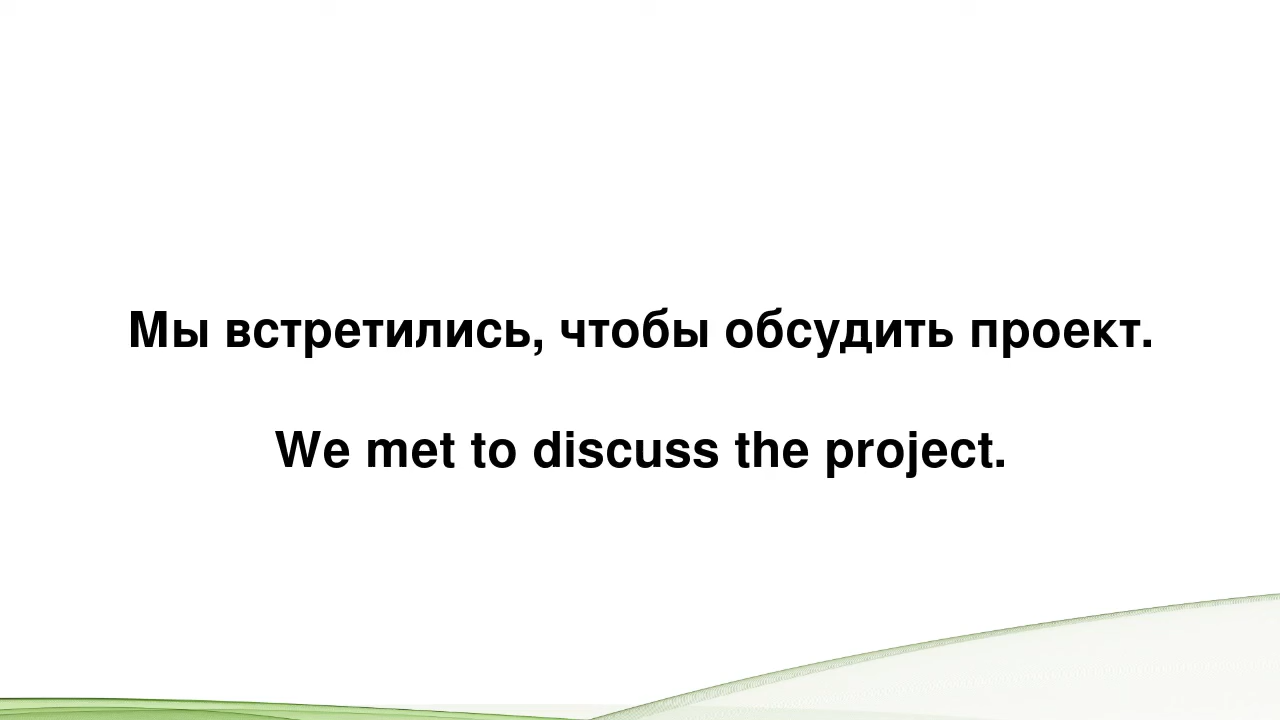 Мы встретились, чтобы обсудить проект.
We met to discuss the project.